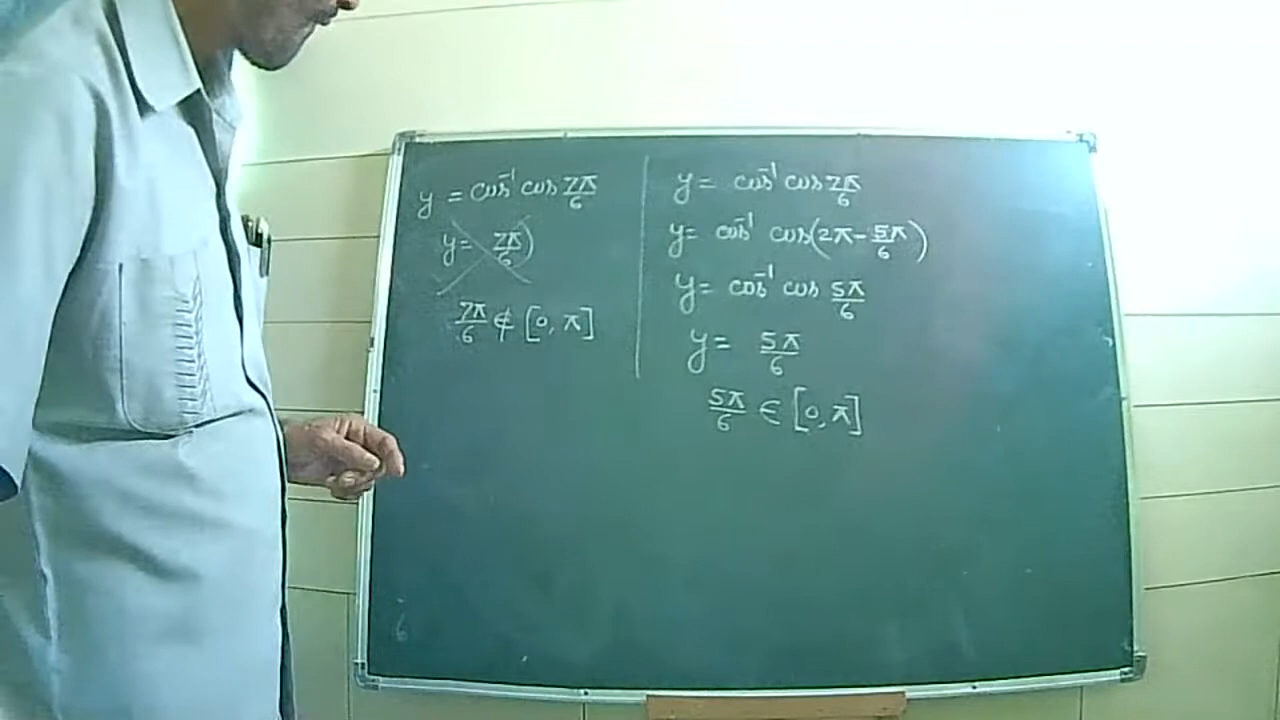 y = cos⁻¹ cos 7π/6
y = 7π/6)
7π/6 ∉ [0, π]
y = cos⁻¹ cos 7π/6
y = cos⁻¹ cos(2π - 5π/6)
y = cos⁻¹ cos 5π/6
y = 5π/6
5π/6 ∈ [0, π]
6